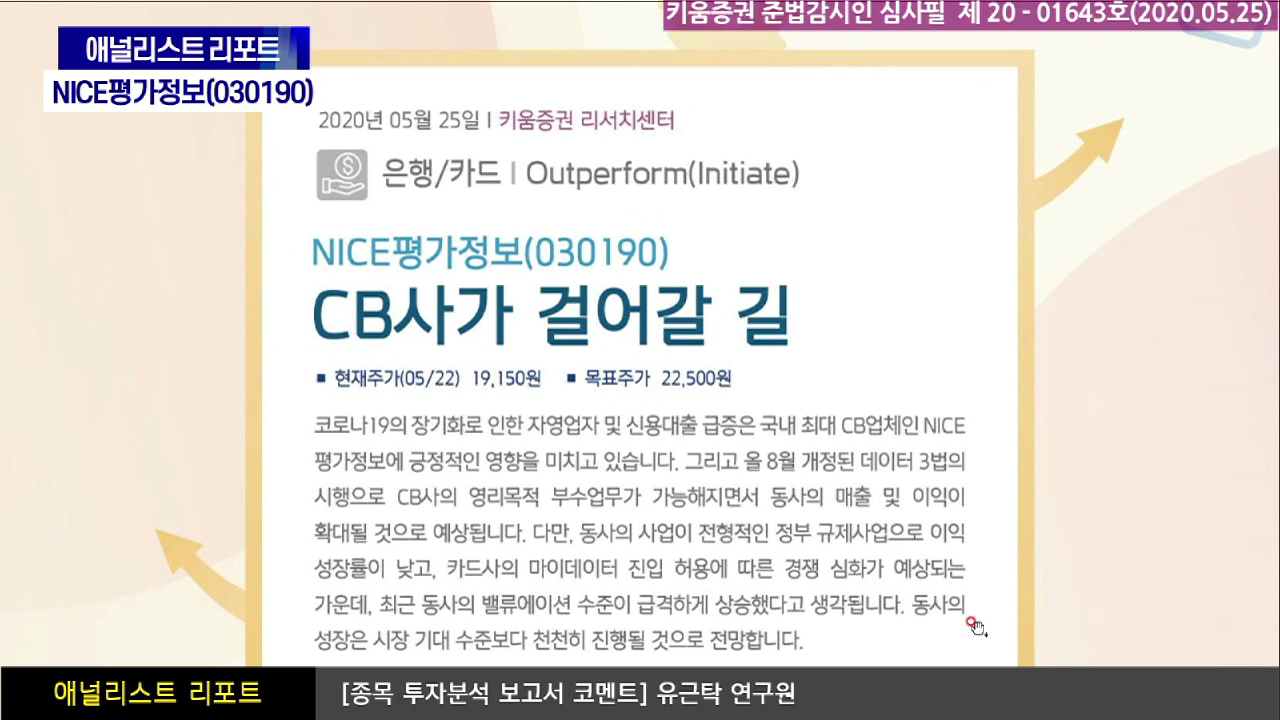 키움증권 준법감시인 심사필 제 20 - 01643호(2020.05.25)
애널리스트 리포트
NICE평가정보(030190)
2020년 05월 25일 I 키움증권 리서치센터
은행/카드 I Outperform(Initiate)
NICE평가정보(030190)
CB사가 걸어갈 길
■ 현재주가(05/22) 19,150원 ■ 목표주가 22,500원
코로나19의 장기화로 인한 자영업자 및 신용대출 급증은 국내 최대 CB업체인 NICE
평가정보에 긍정적인 영향을 미치고 있습니다. 그리고 올 8월 개정된 데이터 3법의
시행으로 CB사의 영리목적 부수업무가 가능해지면서 동사의 매출 및 이익이
확대될 것으로 예상됩니다. 다만, 동사의 사업이 전형적인 정부 규제사업으로 이익
성장률이 낮고, 카드사의 마이데이터 진입 허용에 따른 경쟁 심화가 예상되는
가운데, 최근 동사의 밸류에이션 수준이 급격하게 상승했다고 생각됩니다. 동사의
성장은 시장 기대 수준보다 천천히 진행될 것으로 전망합니다.
애널리스트 리포트
[종목 투자분석 보고서 코멘트] 유근탁 연구원